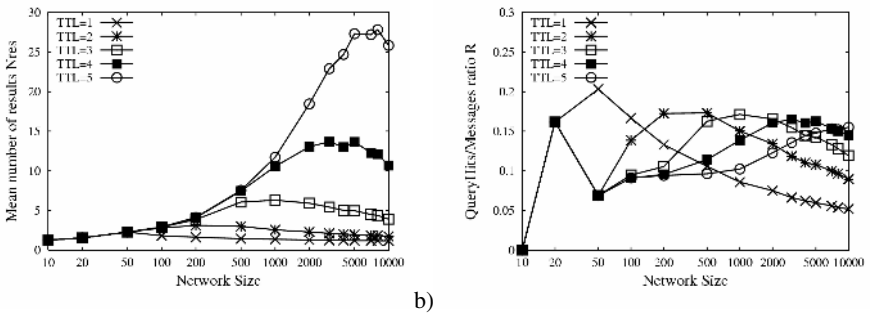 Mean number of results Nres
30
25
20
15
10
5
0
TTL=1
TTL=2
TTL=3
TTL=4
TTL=5
10 20 50 100 200 500 1000 2000 5000 10000
Network Size
b)
QueryHits/Messages ratio R
0.3
0.25
0.2
0.15
0.1
0.05
0
TTL=1
TTL=2
TTL=3
TTL=4
TTL=5
10 20 50 100 200 500 1000 2000 5000 10000
Network Size